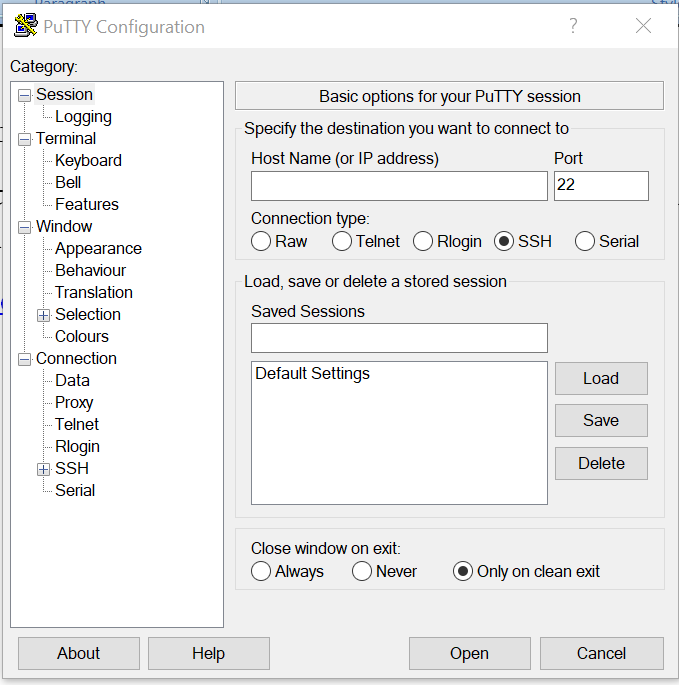 Paragraph
PuTTY Configuration ?
Category:
Session
Logging
Terminal
Keyboard
Bell
Features
Window
Appearance
Behaviour
Translation
Selection
Colours
Connection
Data
Proxy
Telnet
Rlogin
SSH
Serial
Basic options for your PuTTY session
Specify the destination you want to connect to
Host Name (or IP address) Port
22
Connection type:
Raw Telnet Rlogin SSH Serial
Load, save or delete a stored session
Saved Sessions
Default Settings
Load
Save
Delete
Close window on exit:
Always Never Only on clean exit
About Help Open Cancel